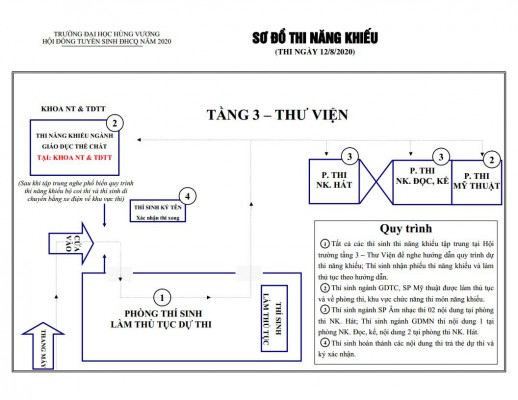 TRƯỜNG ĐẠI HỌC HÙNG VƯƠNG
HỘI ĐỒNG TUYỂN SINH ĐHCQ NĂM 2020
SƠ ĐỒ THI NĂNG KHIẾU
(THI NGÀY 12/8/2020)
KHOA NT & TDTT
TẦNG 3 – THƯ VIỆN
2
THI NĂNG KHIẾU NGÀNH
GIÁO DỤC THỂ CHẤT
TẠI: KHOA NT & TDTT
(Sau khi tập trung nghe phổ biến quy trình
thi năng khiếu bộ coi thi và thi sinh di
chuyển bằng xe điện về khu vực thi)
3
P. THI
NK. HÁT
3
P. THI
NK. ĐỌC, KỂ
2
P. THI
MỸ THUẬT
4
THÍ SINH KÝ TÊN
Xác nhận thi xong
CỬA
VÀO
1
PHÒNG THÍ SINH
LÀM THỦ TỤC DỰ THI
THÍ SINH
LÀM THỦ TỤC
THANG MÁY
Quy trình
1 Tất cả các thí sinh thi năng khiếu tập trung tại Hội
trường tầng 3 – Thư Viện để nghe hướng dẫn quy trình dự
thi năng khiếu; Thí sinh nhận phiếu thi năng khiếu và làm
thủ tục theo hướng dẫn.
2 Thí sinh ngành GDTC, SP Mỹ thuật được làm thủ tục
và về phòng thi, khu vực chức năng thi môn năng khiếu.
3 Thí sinh ngành SP Âm nhạc thi 02 nội dung tại phòng
thi NK. Hát; Thí sinh ngành GDMN thi nội dung 1 tại
phòng NK. Đọc, kể, nội dung 2 tại phòng thi NK. Hát.
4 Thí sinh hoàn thành các nội dung thi trả thẻ dự thi và
ký xác nhận.